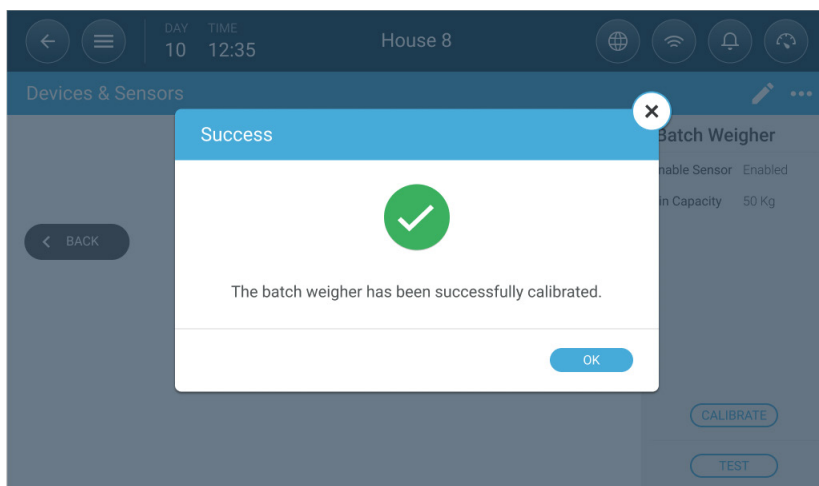 DAY TIME
10 12:35
House 8
Devices & Sensors
Success
Batch Weigher
nable Sensor Enabled
in Capacity 50 Kg
BACK
The batch weigher has been successfully calibrated.
OK
CALIBRATE
TEST